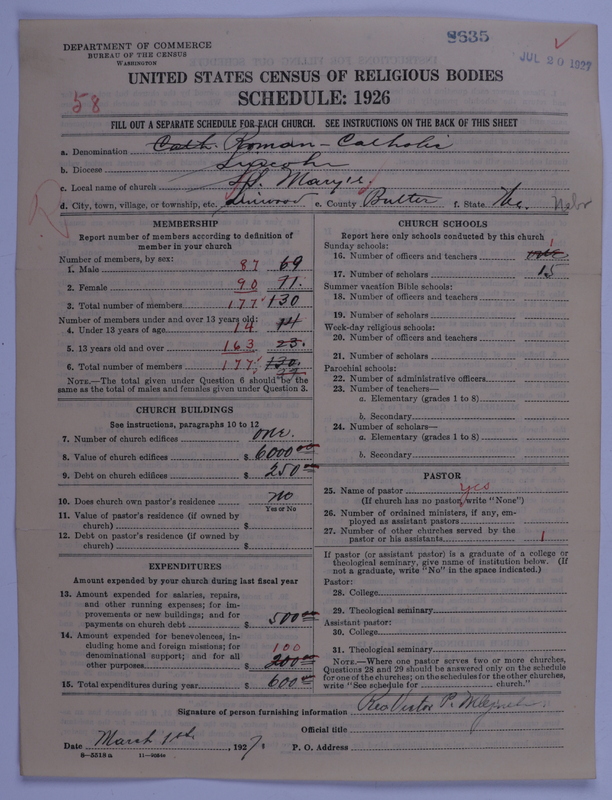 8835
JUL 20 1927
DEPARTMENT OF COMMERCE
BUREAU OF THE CENSUS
WASHINGTON
UNITED STATES CENSUS OF RELIGIOUS BODIES
SCHEDULE: 1926
58
FILL OUT A SEPARATE SCHEDULE FOR EACH CHURCH. SEE INSTRUCTIONS ON THE BACK OF THIS SHEET
a. Denomination Cath. Roman-Catholic
b. Diocese Lincoln
c. Local name of church St. Mary's
d. City, town, village, or township, etc. Linwood e. County Butler f. State Ne. Nebr
MEMBERSHIP
Report number of members according to definition of
member in your church
Number of members, by sex:
1. Male 87 69
2. Female 90 71.
3. Total number of members 177 130
Number of members under and over 13 years old:
4. Under 13 years of age 14 14
5. 13 years old and over 163 23.
6. Total number of members 177 130.
NOTE.—The total given under Question 6 should be the
same as the total of males and females given under Question 3.
CHURCH BUILDINGS
See instructions, paragraphs 10 to 12
7. Number of church edifices one.
8. Value of church edifices $ 6000 00
9. Debt on church edifices $ 250 00
10. Does church own pastor's residence no
Yes or No
11. Value of pastor's residence (if owned by
church) $
12. Debt on pastor's residence (if owned by
church) $
EXPENDITURES
Amount expended by your church during last fiscal year
13. Amount expended for salaries, repairs,
and other running expenses; for im-
provements or new buildings; and for
payments on church debt $ 500 00
14. Amount expended for benevolences, in-
cluding home and foreign missions; for
denominational support; and for all 100
other purposes $ 200 00
15. Total expenditures during year $ 600 00
CHURCH SCHOOLS
Report here only schools conducted by this church
Sunday schools:
16. Number of officers and teachers 1
17. Number of scholars 15
Summer vacation Bible schools:
18. Number of officers and teachers
19. Number of scholars
Week-day religious schools:
20. Number of officers and teachers
21. Number of scholars
Parochial schools:
22. Number of administrative officers
23. Number of teachers—
a. Elementary (grades 1 to 8)
b. Secondary
24. Number of scholars—
a. Elementary (grades 1 to 8)
b. Secondary
PASTOR
25. Name of pastor yes
(If church has no pastor, write "None")
26. Number of ordained ministers, if any, em-
ployed as assistant pastors
27. Number of other churches served by the
pastor or his assistants 1
If pastor (or assistant pastor) is a graduate of a college or
theological seminary, give name of institution below. (If
not a graduate, write "No" in the space indicated.)
Pastor:
28. College
29. Theological seminary
Assistant pastor:
30. College
31. Theological seminary
NOTE.—Where one pastor serves two or more churches,
Questions 28 and 29 should be answered only on the schedule
for one of the churches; on the schedules for the other churches,
write "See schedule for church."
Signature of person furnishing information Rev Victor P.
Official title
Date March 1st, 1927 P. O. Address
8—5518a 11—